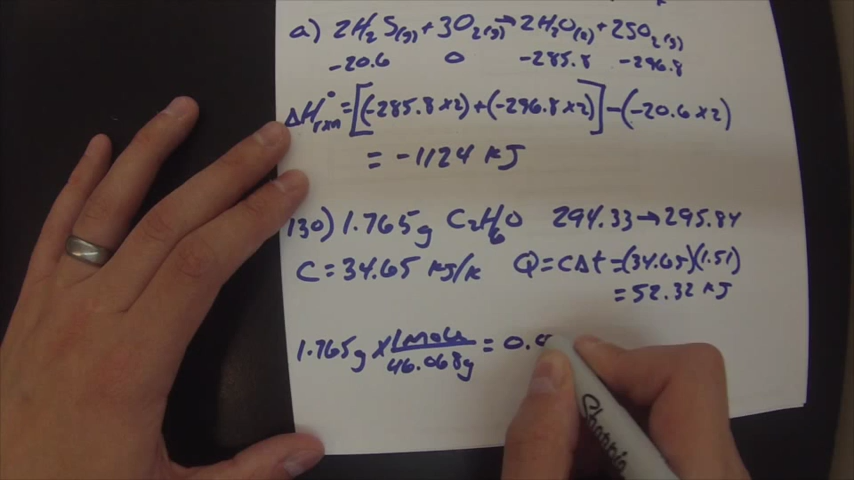 a) 2H₂S(g) + 3O₂(g) → 2H₂O(l) + 2SO₂(g)
-20.6 0 -285.8 -296.8
ΔH°rxn = [(-285.8 x 2) + (-296.8 x 2)] - (-20.6 x 2)
= -1124 kJ
130) 1.765g C₂H₆O 294.33 → 295.84
C = 34.65 kJ/K Q = CΔt = (34.65)(1.51)
= 52.32 kJ
1.765g x 1 mole / 46.068g = 0.
Sharpie